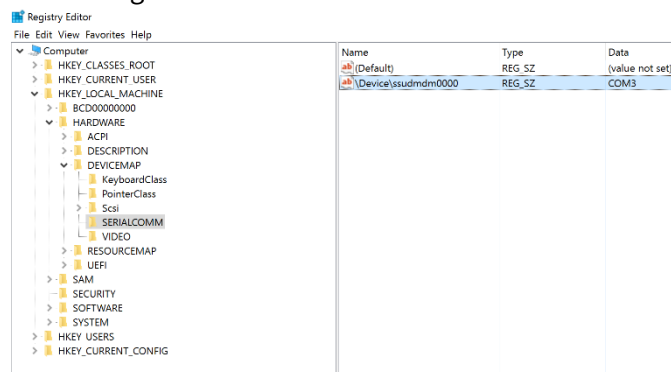 Registry Editor
File Edit View Favorites Help
Computer
HKEY_CLASSES_ROOT
HKEY_CURRENT_USER
HKEY_LOCAL_MACHINE
BCD00000000
HARDWARE
ACPI
DESCRIPTION
DEVICEMAP
KeyboardClass
PointerClass
Scsi
SERIALCOMM
VIDEO
RESOURCEMAP
UEFI
SAM
SECURITY
SOFTWARE
SYSTEM
HKEY_USERS
HKEY_CURRENT_CONFIG
Name Type Data
ab (Default) REG_SZ (value not set)
ab \Device\ssudmdm0000 REG_SZ COM3